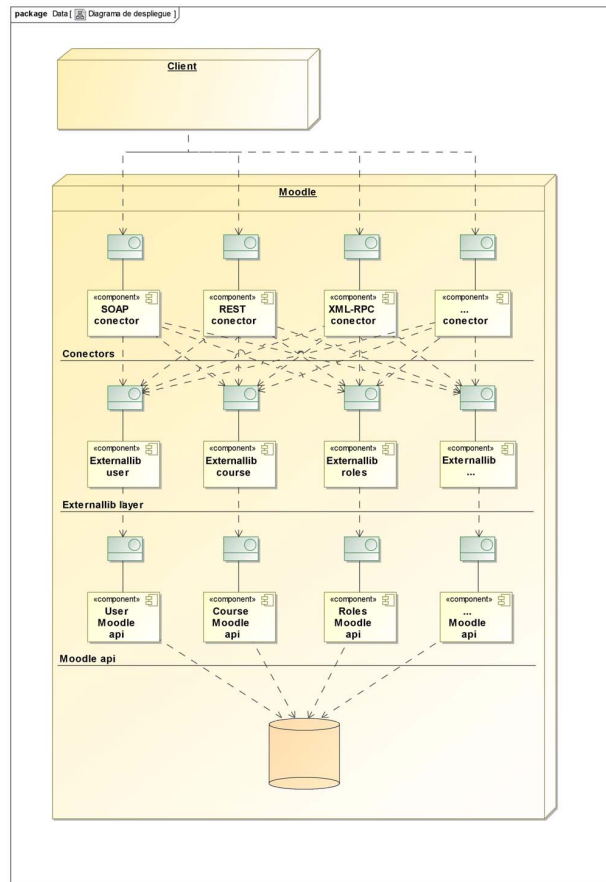 package Data [ Diagrama de despliegue ]
Client
Moodle
«component»
SOAP
conector
«component»
REST
conector
«component»
XML-RPC
conector
«component»
...
conector
Conectors
«component»
Externallib
user
«component»
Externallib
course
«component»
Externallib
roles
«component»
Externallib
...
Externallib layer
«component»
User
Moodle
api
«component»
Course
Moodle
api
«component»
Roles
Moodle
api
«component»
...
Moodle
api
Moodle api